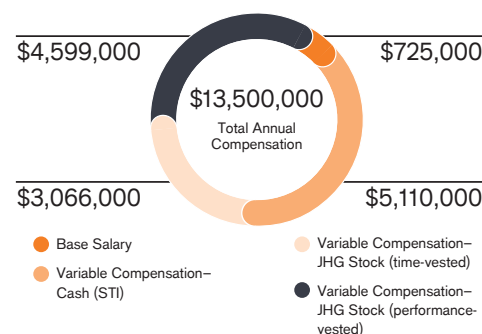 $4,599,000
$725,000
$13,500,000
Total Annual
Compensation
$3,066,000
$5,110,000
Base Salary
Variable Compensation–
Cash (STI)
Variable Compensation–
JHG Stock (time-vested)
Variable Compensation–
JHG Stock (performance-
vested)